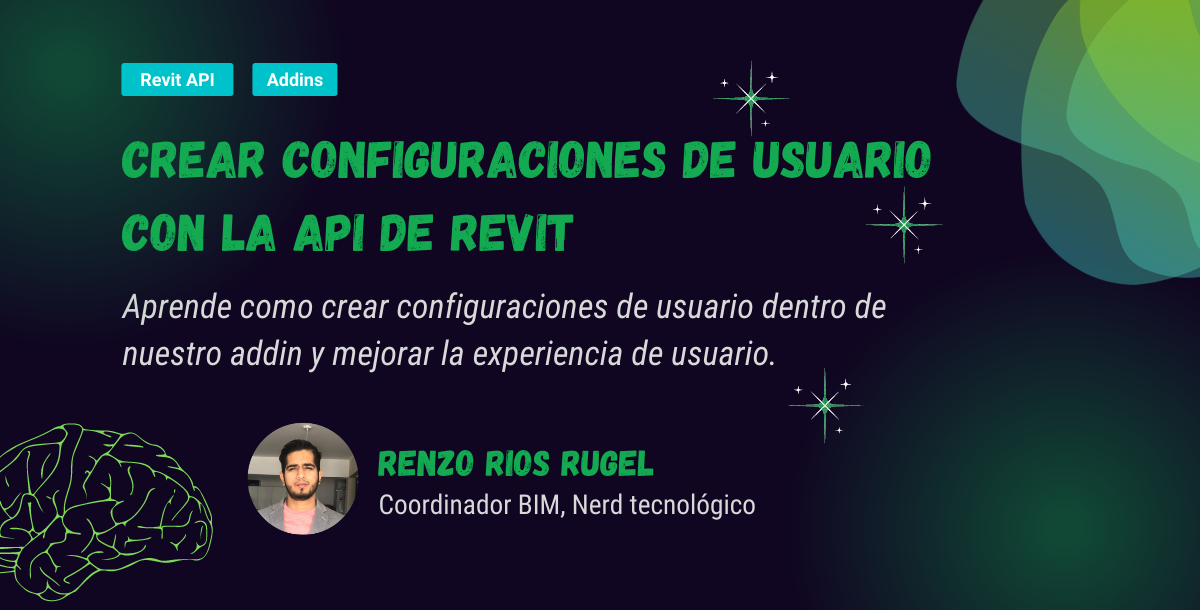 Revit API Addins
CREAR CONFIGURACIONES DE USUARIO
CON LA API DE REVIT
Aprende como crear configuraciones de usuario dentro de
nuestro addin y mejorar la experiencia de usuario.
RENZO RIOS RUGEL
Coordinador BIM, Nerd tecnológico